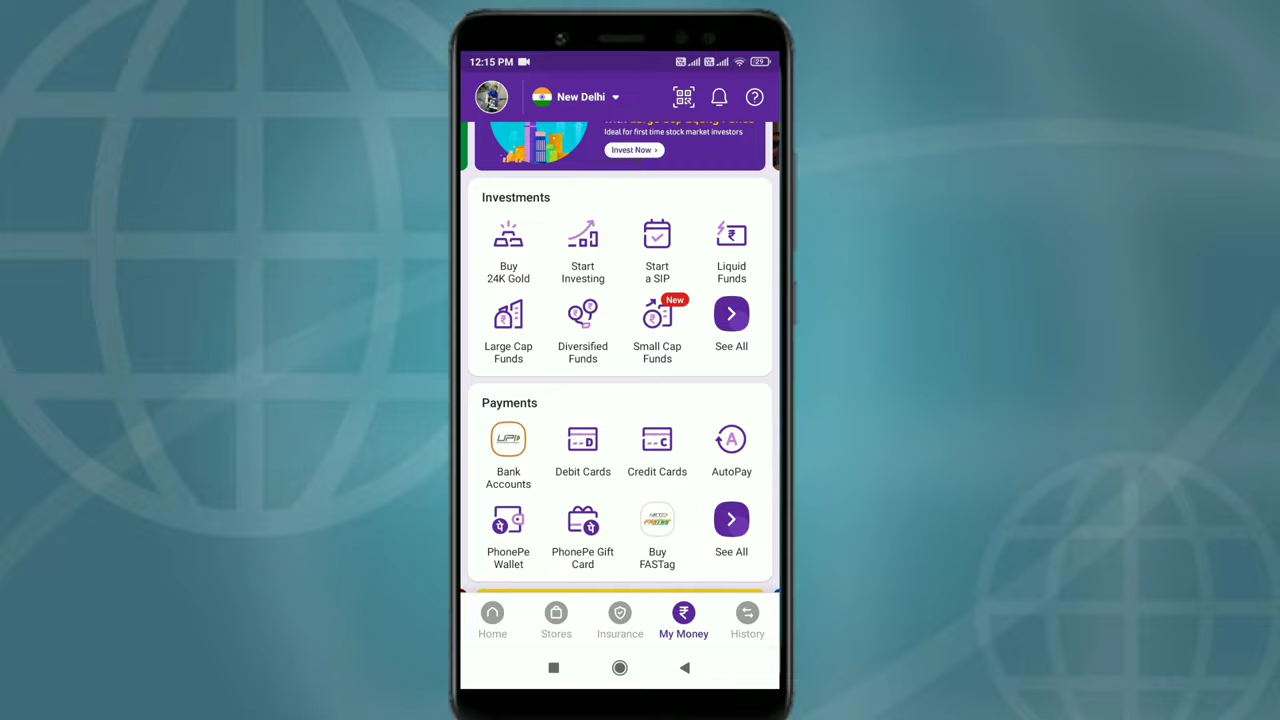 12:15 PM
29
New Delhi
Ideal for first time stock market investors
Invest Now ›
Investments
Buy
24K Gold
Start
Investing
Start
a SIP
Liquid
Funds
Large Cap
Funds
Diversified
Funds
New
Small Cap
Funds
See All
Payments
UPI
Bank
Accounts
D
Debit Cards
C
Credit Cards
A
AutoPay
पे
PhonePe
Wallet
पे
PhonePe Gift
Card
Buy
FASTag
See All
Home
Stores
Insurance
My Money
History